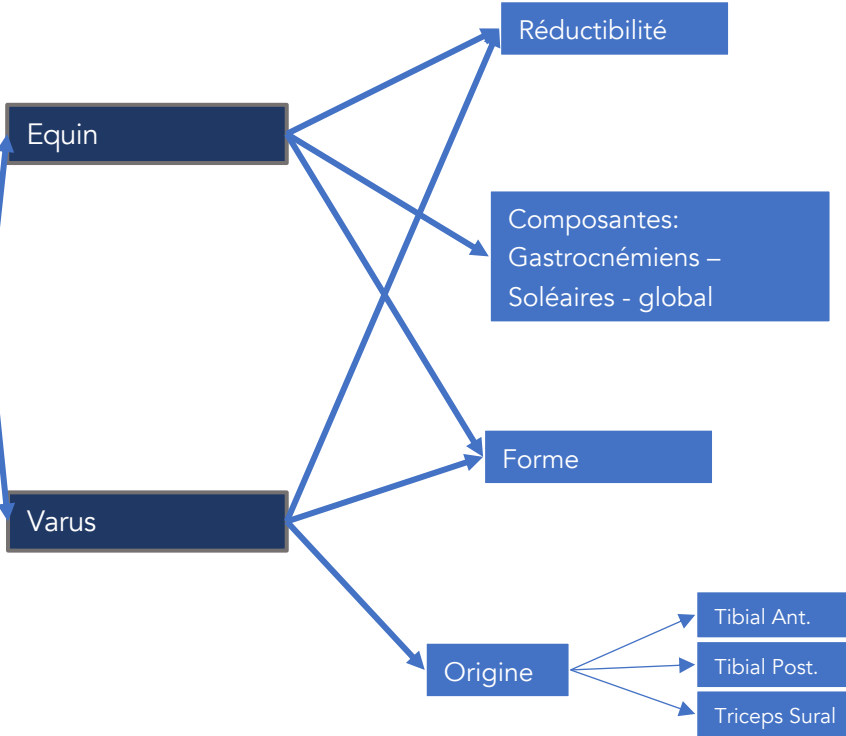 Réductibilité
Equin
Composantes:
Gastrocnémiens –
Soléaires - global
Forme
Varus
Tibial Ant.
Origine
Tibial Post.
Triceps Sural